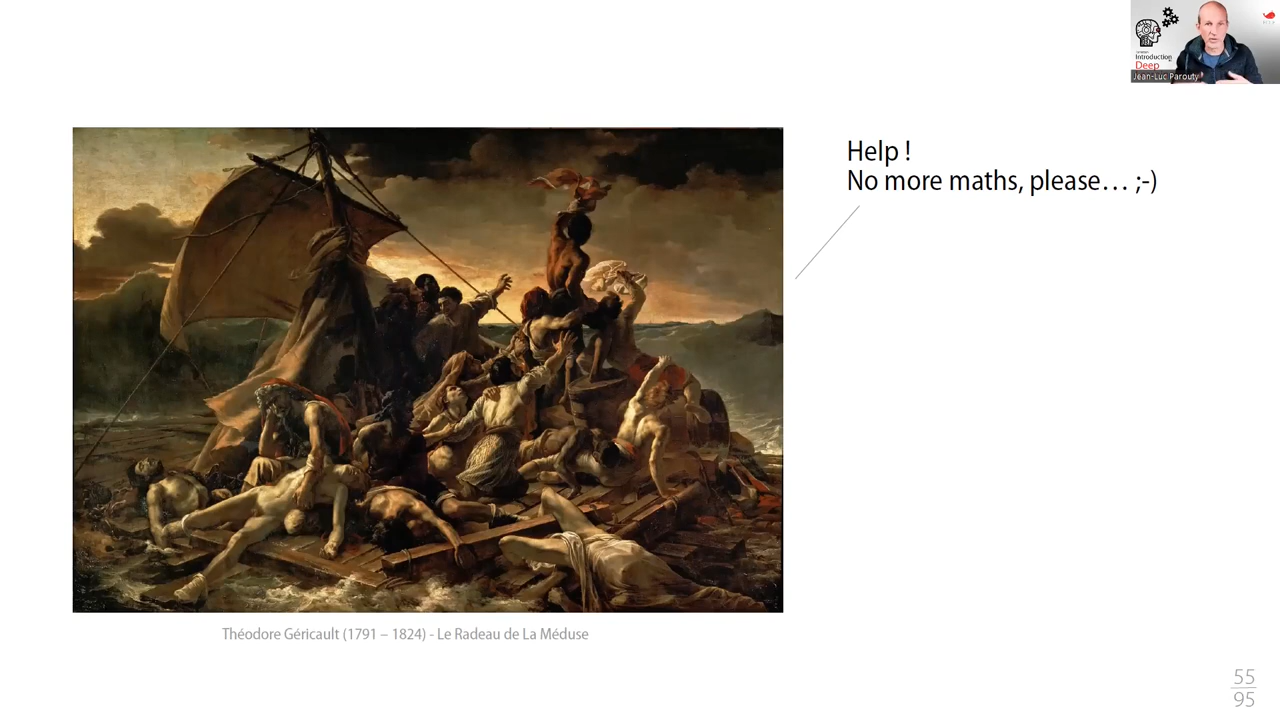 Introduction
Deep
Jean-Luc Parouty
Help !
No more maths, please… ;-)
Théodore Géricault (1791 – 1824) - Le Radeau de La Méduse
55
95